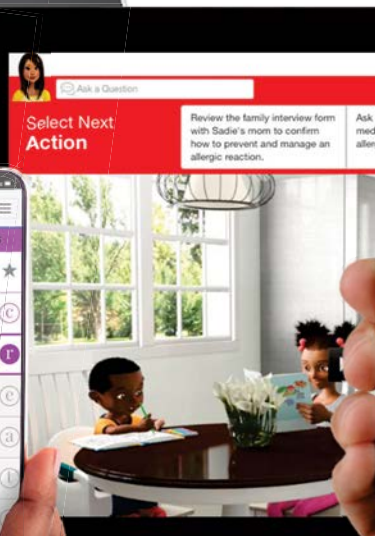 Ask a Question
Select Next
Action
Review the family interview form
with Sadie's mom to confirm
how to prevent and manage an
allergic reaction.
Ask
med
aller
c
r
e
a
t